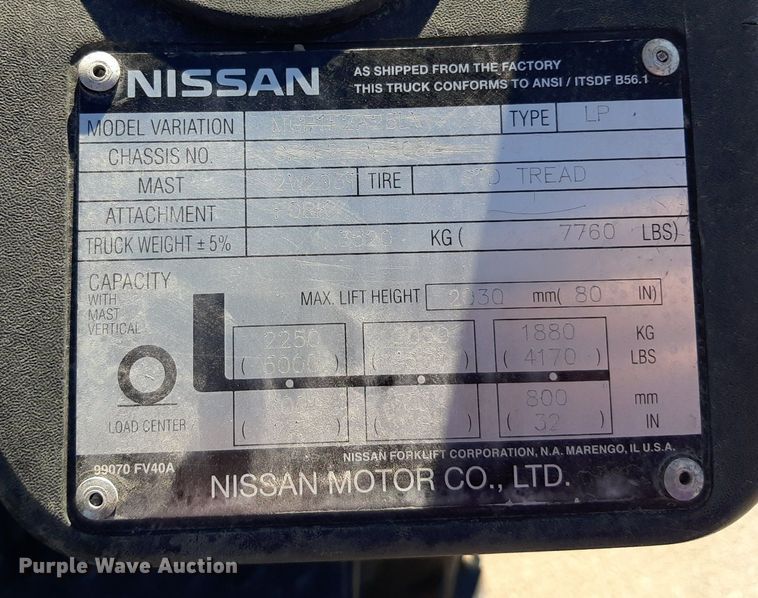 NISSAN
AS SHIPPED FROM THE FACTORY
THIS TRUCK CONFORMS TO ANSI / ITSDF B56.1
MODEL VARIATION TYPE LP
CHASSIS NO.
MAST TIRE TREAD
ATTACHMENT
TRUCK WEIGHT ± 5% KG ( 7760 LBS)
CAPACITY
WITH
MAST
VERTICAL
MAX. LIFT HEIGHT 2030 mm( 80 IN)
2250 1880 KG
( ) ( ) ( 4170 ) LBS
800 mm
( ) ( ) ( 32 ) IN
LOAD CENTER
NISSAN FORKLIFT CORPORATION, N.A. MARENGO, IL U.S.A.
99070 FV40A
NISSAN MOTOR CO., LTD.
Purple Wave Auction